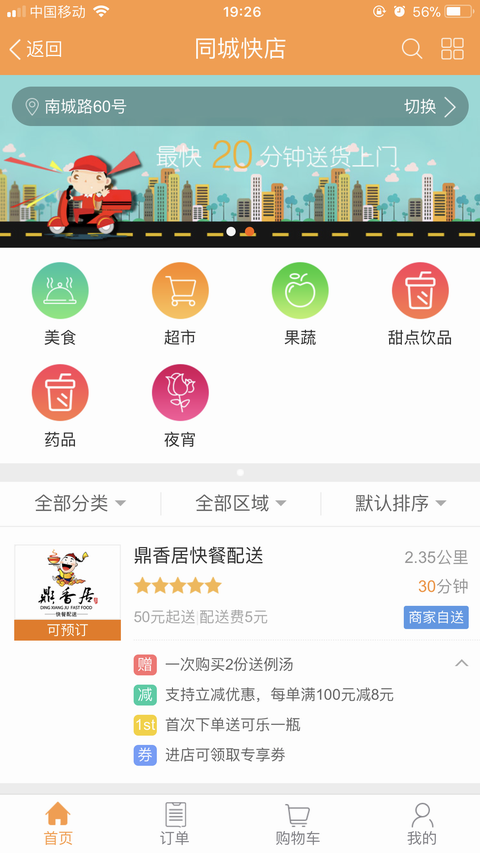 中国移动
19:26
56%
返回
同城快店
南城路60号
切换
最快 20 分钟送货上门
美食
超市
果蔬
甜点饮品
药品
夜宵
全部分类
全部区域
默认排序
鼎香居快餐配送
2.35公里
30分钟
50元起送 配送费5元
商家自送
鼎香居
DING XIANG JU FAST FOOD
快餐配送
可预订
赠 一次购买2份送例汤
减 支持立减优惠，每单满100元减8元
1st 首次下单送可乐一瓶
券 进店可领取专享劵
首页
订单
购物车
我的